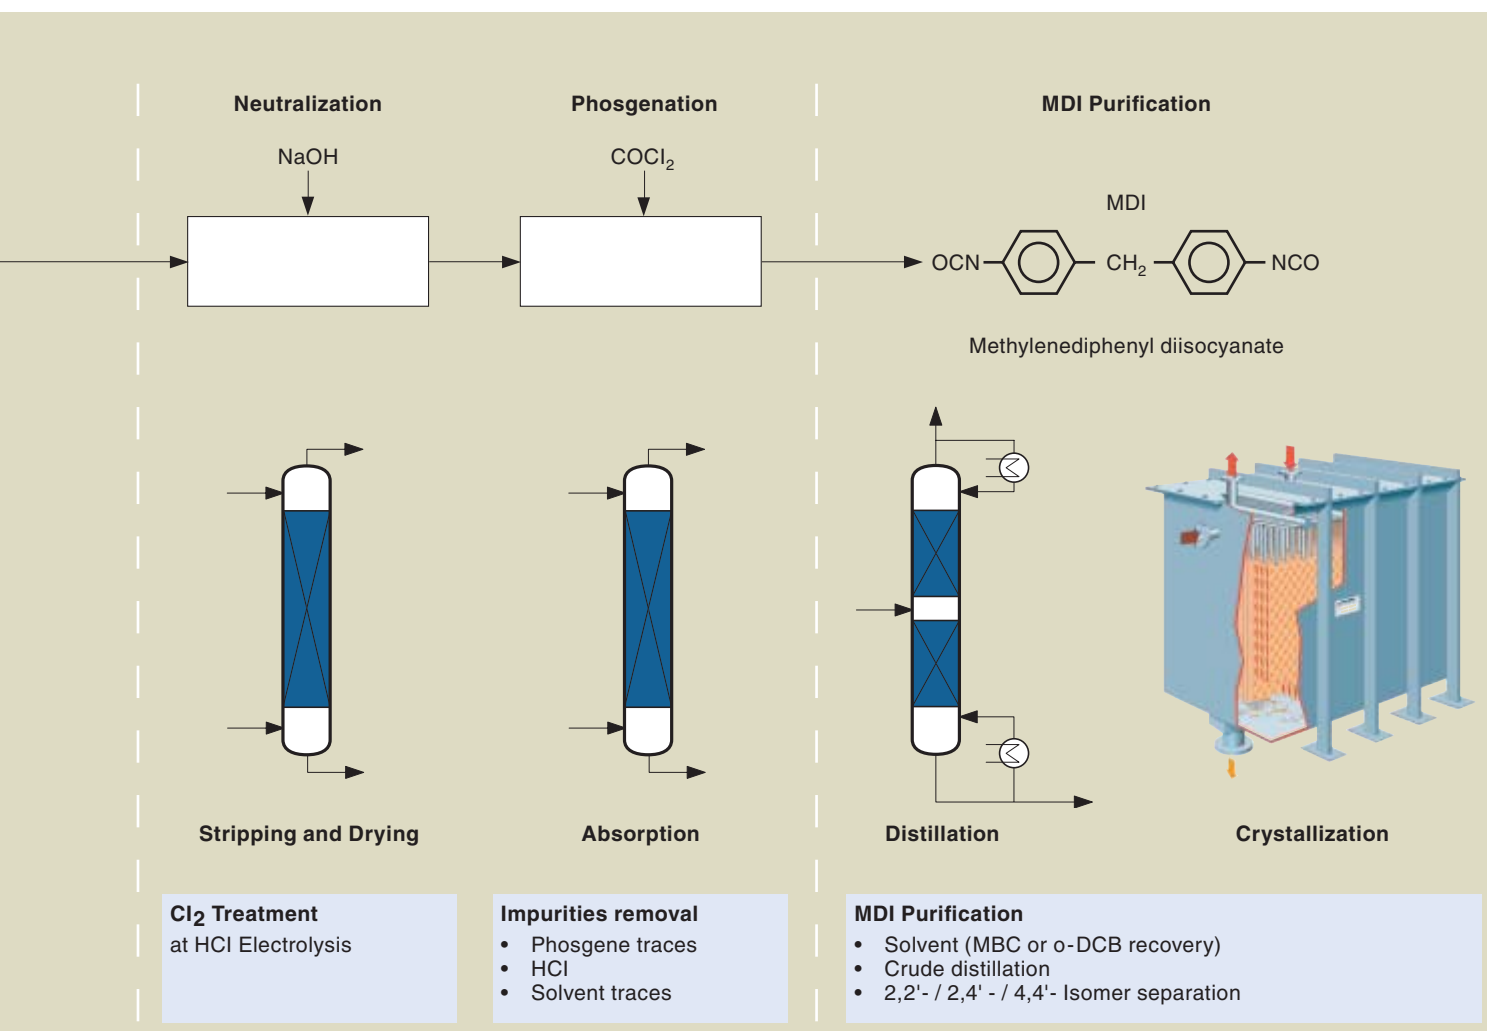 Neutralization
Phosgenation
MDI Purification
NaOH
COCl2
MDI
OCN
CH2
NCO
Methylenediphenyl diisocyanate
Stripping and Drying
Absorption
Distillation
Crystallization
Cl2 Treatment
at HCl Electrolysis
Impurities removal
• Phosgene traces
• HCl
• Solvent traces
MDI Purification
• Solvent (MBC or o-DCB recovery)
• Crude distillation
• 2,2'- / 2,4' - / 4,4'- Isomer separation